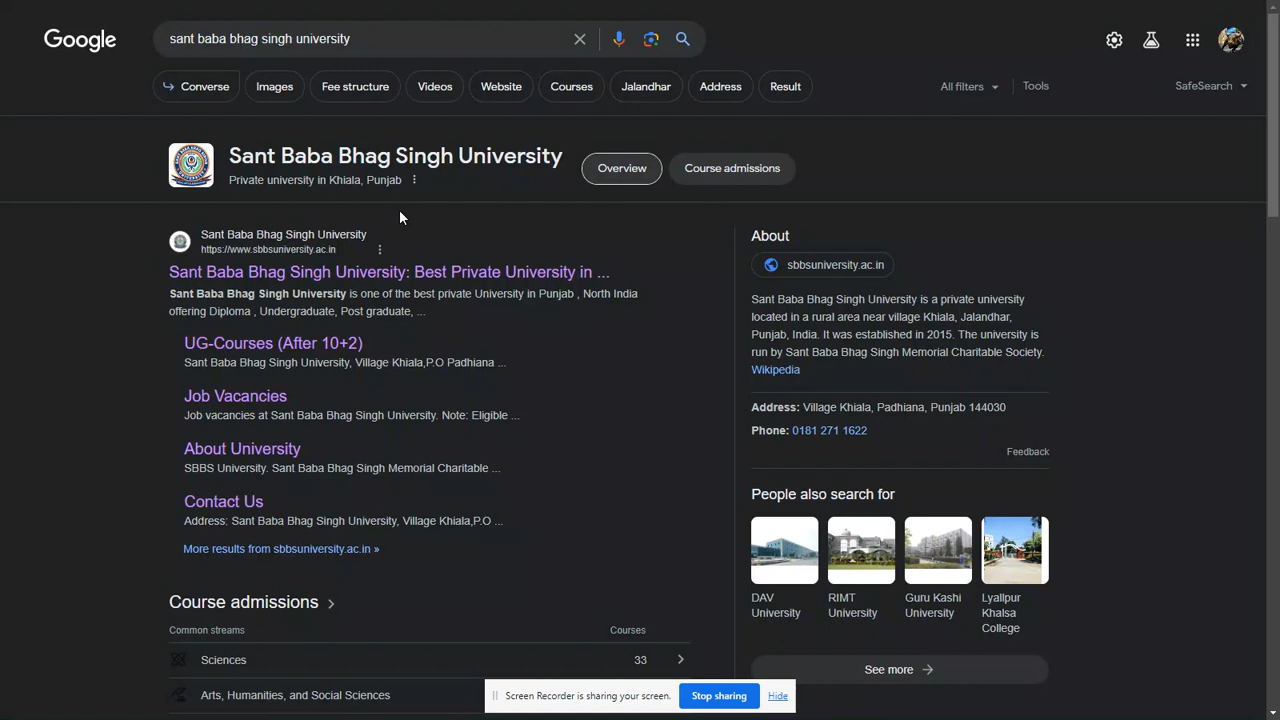 Google
sant baba bhag singh university
Converse
Images
Fee structure
Videos
Website
Courses
Jalandhar
Address
Result
All filters
Tools
SafeSearch
Sant Baba Bhag Singh University
Private university in Khiala, Punjab
Overview
Course admissions
Sant Baba Bhag Singh University
https://www.sbbsuniversity.ac.in
Sant Baba Bhag Singh University: Best Private University in ...
Sant Baba Bhag Singh University is one of the best private University in Punjab , North India
offering Diploma , Undergraduate, Post graduate, ...
UG-Courses (After 10+2)
Sant Baba Bhag Singh University, Village Khiala,P.O Padhiana ...
Job Vacancies
Job vacancies at Sant Baba Bhag Singh University. Note: Eligible ...
About University
SBBS University. Sant Baba Bhag Singh Memorial Charitable ...
Contact Us
Address: Sant Baba Bhag Singh University, Village Khiala,P.O ...
More results from sbbsuniversity.ac.in »
Course admissions
Common streams
Courses
Sciences
33
Arts, Humanities, and Social Sciences
About
sbbsuniversity.ac.in
Sant Baba Bhag Singh University is a private university
located in a rural area near village Khiala, Jalandhar,
Punjab, India. It was established in 2015. The university is
run by Sant Baba Bhag Singh Memorial Charitable Society.
Wikipedia
Address: Village Khiala, Padhiana, Punjab 144030
Phone: 0181 271 1622
Feedback
People also search for
DAV
University
RIMT
University
Guru Kashi
University
Lyallpur
Khalsa
College
See more
Screen Recorder is sharing your screen.
Stop sharing
Hide